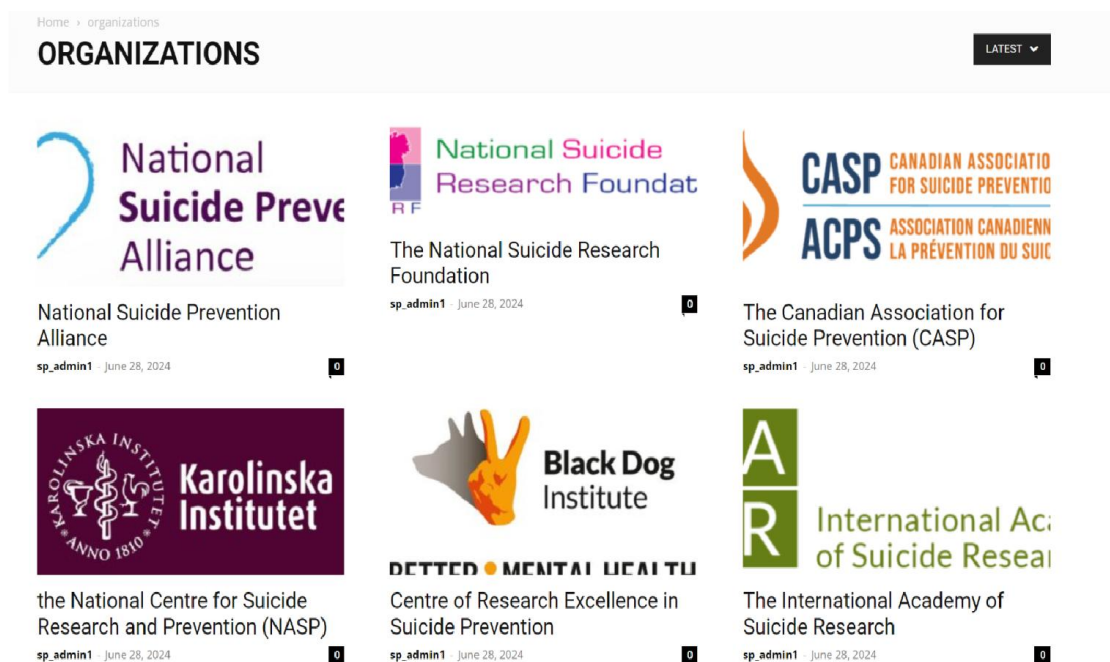 Home › organizations
ORGANIZATIONS
LATEST
National
Suicide Preve
Alliance
National Suicide Prevention
Alliance
sp_admin1 - June 28, 2024
0
National Suicide
Research Foundat
R F
The National Suicide Research
Foundation
sp_admin1 - June 28, 2024
0
CASP CANADIAN ASSOCIATIO
FOR SUICIDE PREVENTIO
ACPS ASSOCIATION CANADIENN
LA PRÉVENTION DU SUIC
The Canadian Association for
Suicide Prevention (CASP)
sp_admin1 - June 28, 2024
0
KAROLINSKA INSTITUTET
ANNO 1810
Karolinska
Institutet
the National Centre for Suicide
Research and Prevention (NASP)
sp_admin1 - June 28, 2024
0
Black Dog
Institute
BETTER MENTAL HEALTH
Centre of Research Excellence in
Suicide Prevention
sp_admin1 - June 28, 2024
0
A
R
International Aca
of Suicide Resear
The International Academy of
Suicide Research
sp_admin1 - June 28, 2024
0